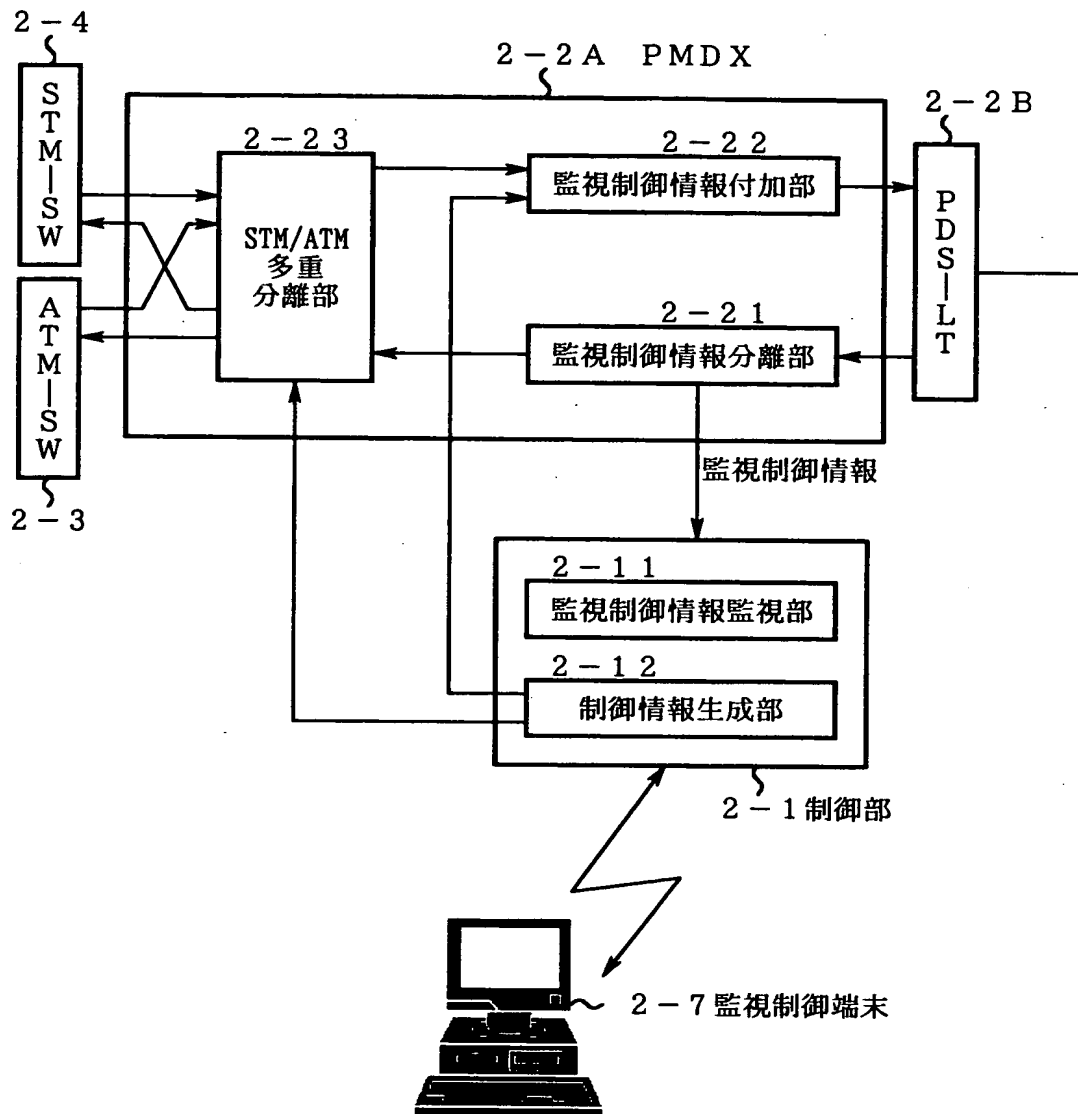 2-4
STM-SW
2-2A PMDX
2-2B
2-23
2-22
監視制御情報付加部
STM/ATM
多重
分離部
PDS-LT
2-21
監視制御情報分離部
ATM-SW
2-3
監視制御情報
2-11
監視制御情報監視部
2-12
制御情報生成部
2-1制御部
2-7監視制御端末